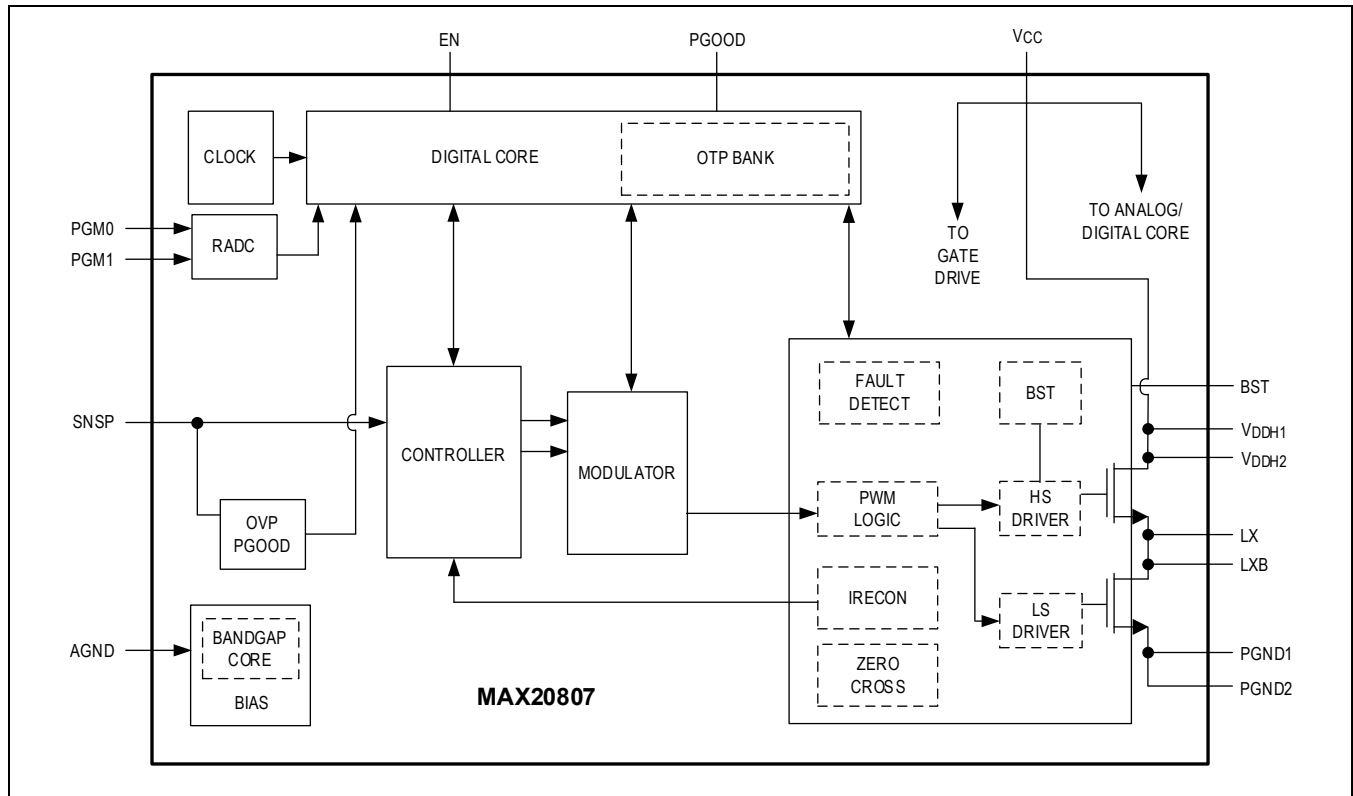 EN
PGOOD
VCC
CLOCK
DIGITAL CORE
OTP BANK
TO ANALOG/
DIGITAL CORE
TO
GATE
DRIVE
PGM0
PGM1
RADC
FAULT
DETECT
BST
BST
SNSP
VDDH1
VDDH2
CONTROLLER
MODULATOR
OVP
PGOOD
PWM
LOGIC
HS
DRIVER
LX
LXB
IRECON
LS
DRIVER
AGND
BANDGAP
CORE
BIAS
ZERO
CROSS
PGND1
PGND2
MAX20807